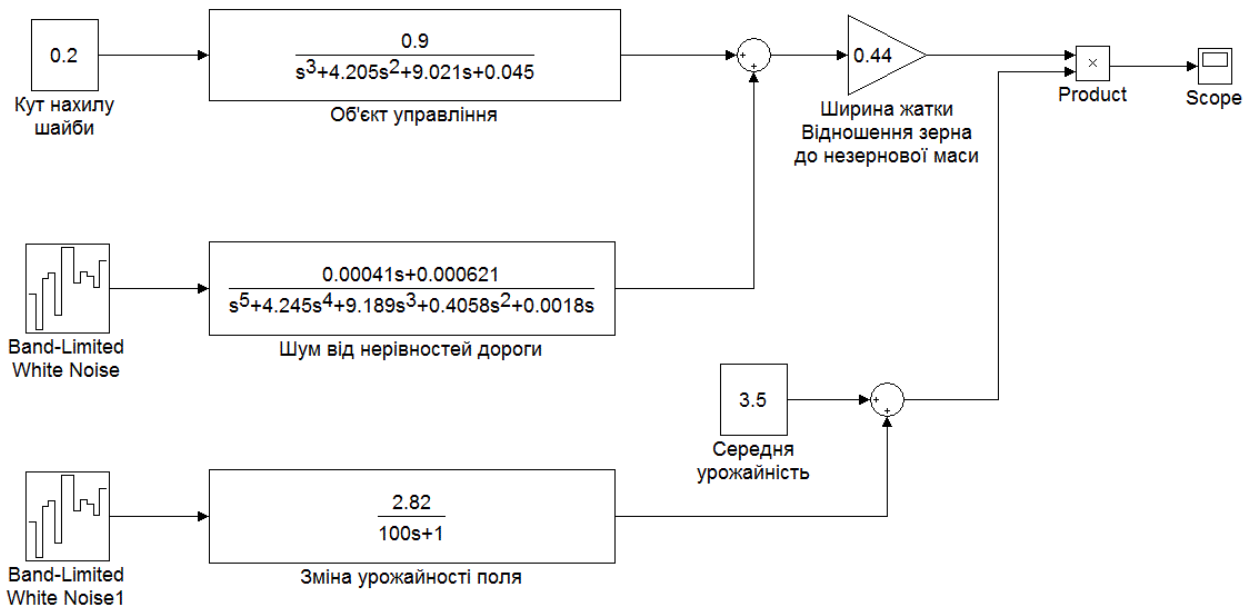 0.2
Кут нахилу
шайби
0.9
s3+4.205s2+9.021s+0.045
Об'єкт управління
+
+
0.44
Ширина жатки
Відношення зерна
до незернової маси
×
Product
Scope
Band-Limited
White Noise
0.00041s+0.000621
s5+4.245s4+9.189s3+0.4058s2+0.0018s
Шум від нерівностей дороги
3.5
Середня
урожайність
+
+
Band-Limited
White Noise1
2.82
100s+1
Зміна урожайності поля